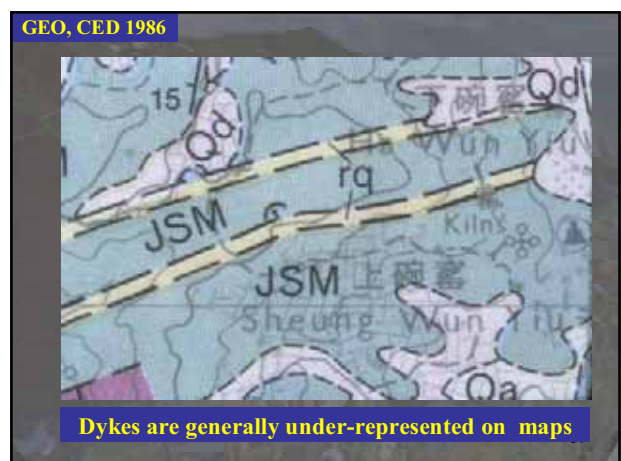 GEO, CED 1986
15
Qd
碗窰
Qd
Ha Wun Yiu
rq
JSM
Kilns
JSM
上碗窰
Sheung Wun Yiu
Qa
Dykes are generally under-represented on maps